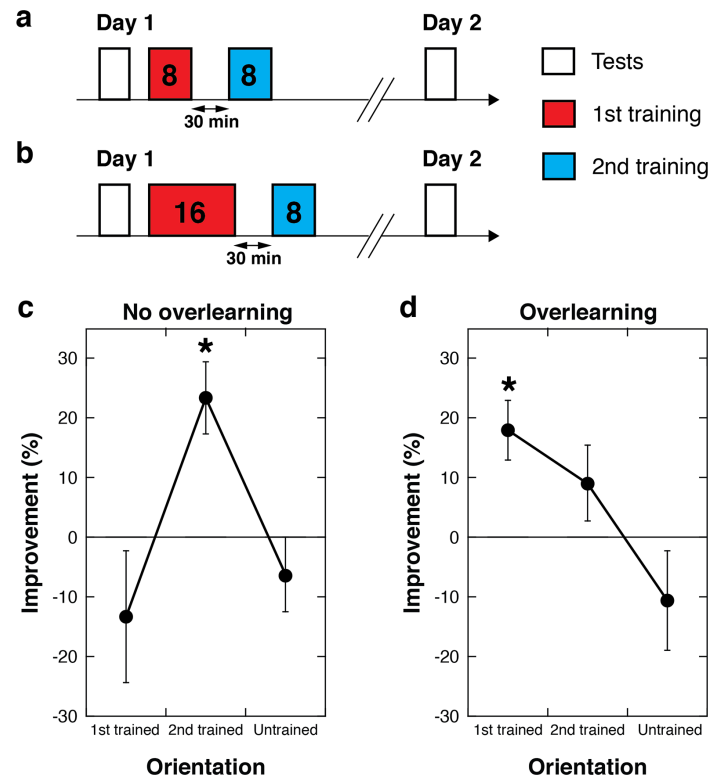 a
Day 1
Day 2
8
8
30 min
Tests
1st training
2nd training
b
Day 1
Day 2
16
8
30 min
c
No overlearning
*
30
20
10
0
-10
-20
-30
Improvement (%)
1st trained
2nd trained
Untrained
Orientation
d
Overlearning
*
30
20
10
0
-10
-20
-30
Improvement (%)
1st trained
2nd trained
Untrained
Orientation